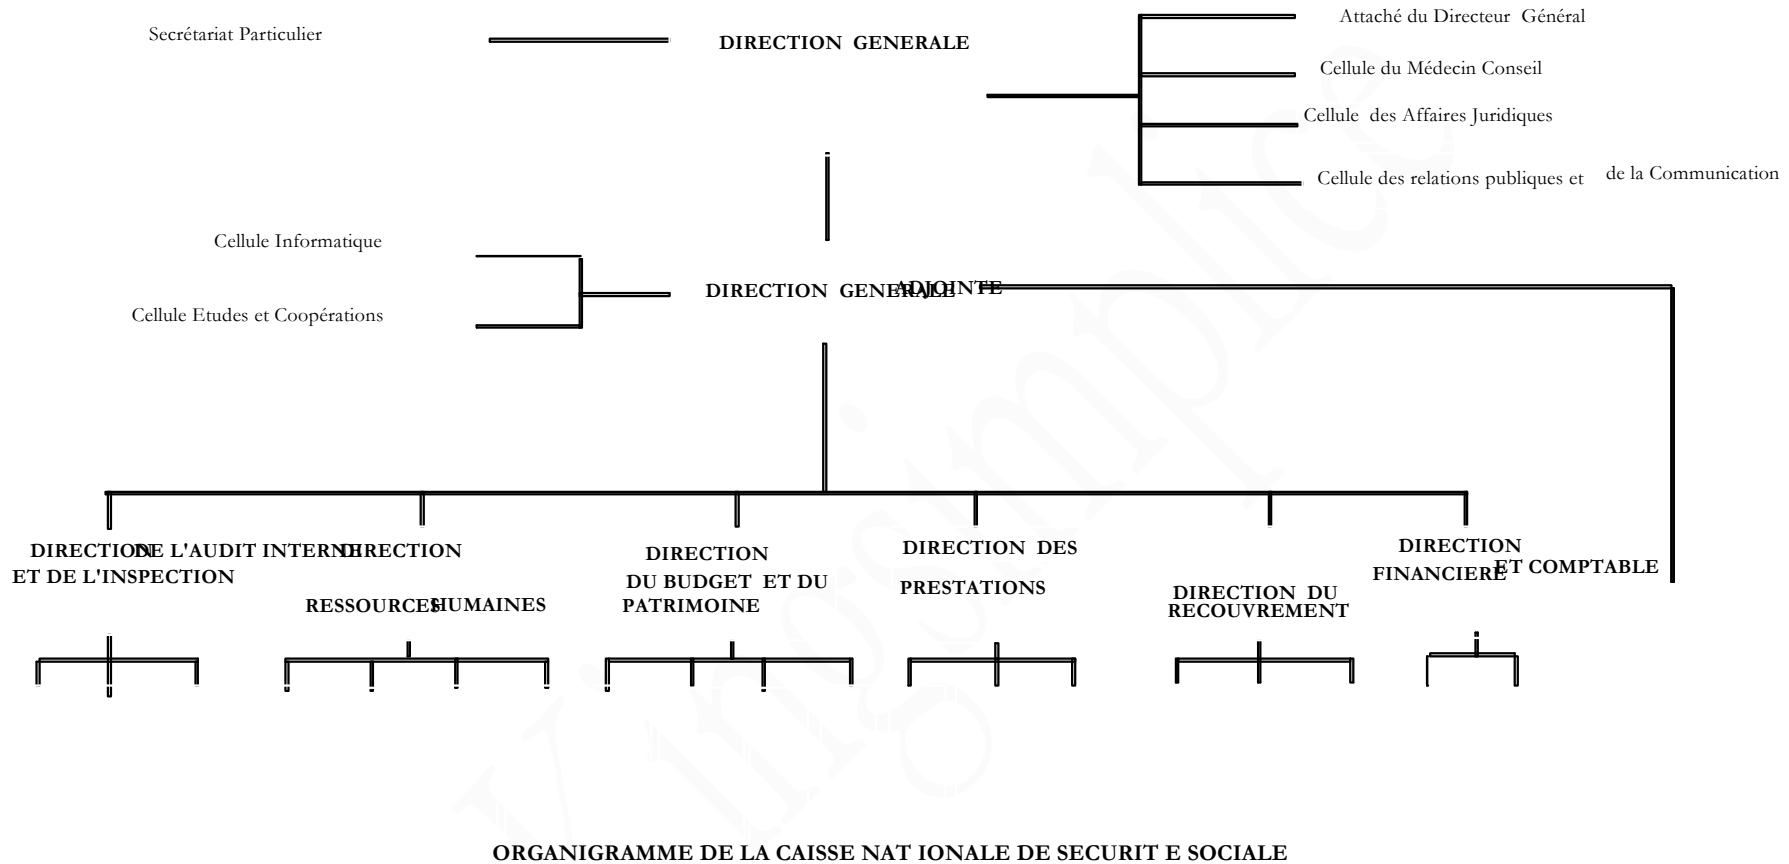 Secrétariat Particulier
DIRECTION GENERALE
Attaché du Directeur Général
Cellule du Médecin Conseil
Cellule des Affaires Juridiques
Cellule des relations publiques et de la Communication
Cellule Informatique
DIRECTION GENERALE ADJOINTE
Cellule Etudes et Coopérations
DIRECTION DE L'AUDIT INTERNE
ET DE L'INSPECTION
DIRECTION
RESSOURCES HUMAINES
DIRECTION
DU BUDGET ET DU
PATRIMOINE
DIRECTION DES
PRESTATIONS
DIRECTION DU
RECOUVREMENT
DIRECTION
FINANCIERE ET COMPTABLE
Kingsimplice
ORGANIGRAMME DE LA CAISSE NAT IONALE DE SECURIT E SOCIALE